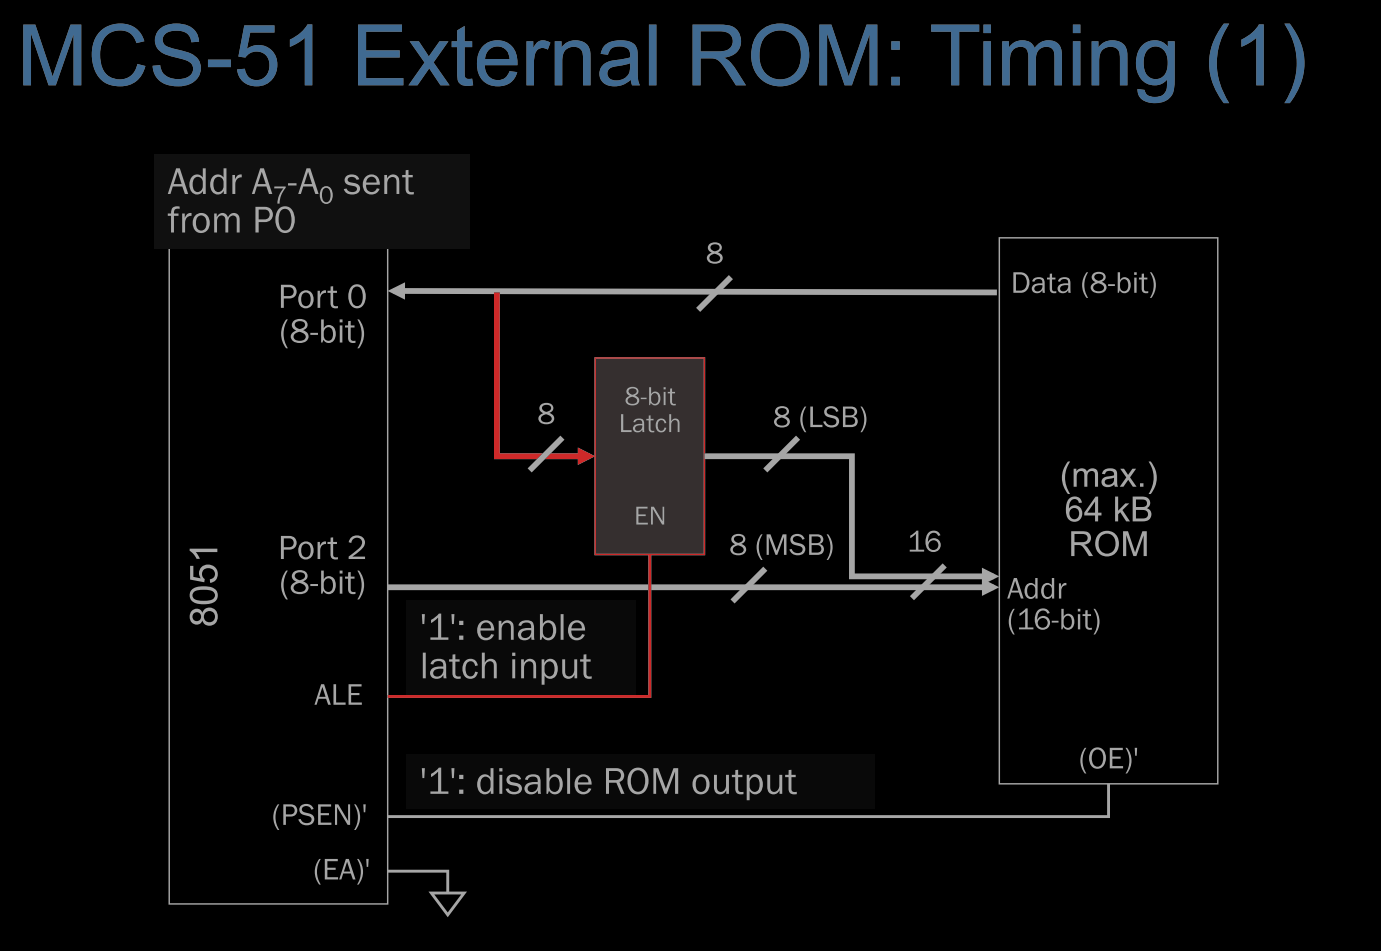 MCS-51 External ROM: Timing (1)
Addr A7-A0 sent
from P0
8
Data (8-bit)
Port 0
(8-bit)
8-bit
Latch
8
8 (LSB)
(max.)
64 kB
ROM
EN
Port 2
(8-bit)
8 (MSB)
16
8051
Addr
(16-bit)
'1': enable
latch input
ALE
(OE)'
'1': disable ROM output
(PSEN)'
(EA)'